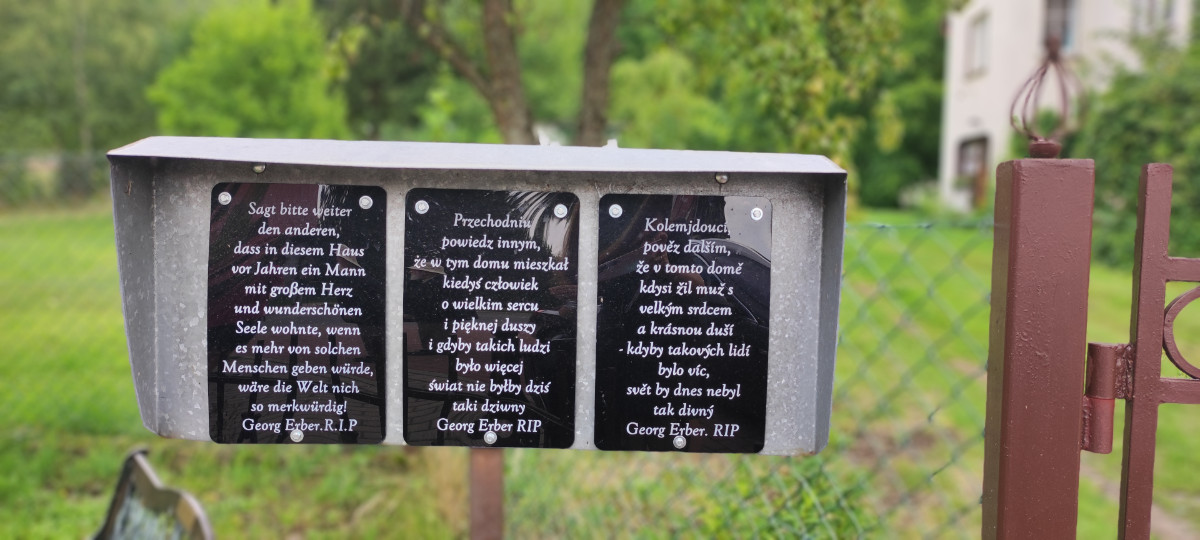 Sagt bitte weiter
den anderen,
dass in diesem Haus
vor Jahren ein Mann
mit großem Herz
und wunderschönen
Seele wohnte, wenn
es mehr von solchen
Menschen geben würde,
wäre die Welt nich
so merkwürdig!
Georg Erber.R.I.P
Przechodniu
powiedz innym,
że w tym domu mieszkał
kiedyś człowiek
o wielkim sercu
i pięknej duszy
i gdyby takich ludzi
było więcej
świat nie byłby dziś
taki dziwny
Georg Erber RIP
Kolemjdoucí,
pověz dalším,
že v tomto domě
kdysi žil muž s
velkým srdcem
a krásnou duší
- kdyby takových lidí
bylo víc,
svět by dnes nebyl
tak divný
Georg Erber. RIP